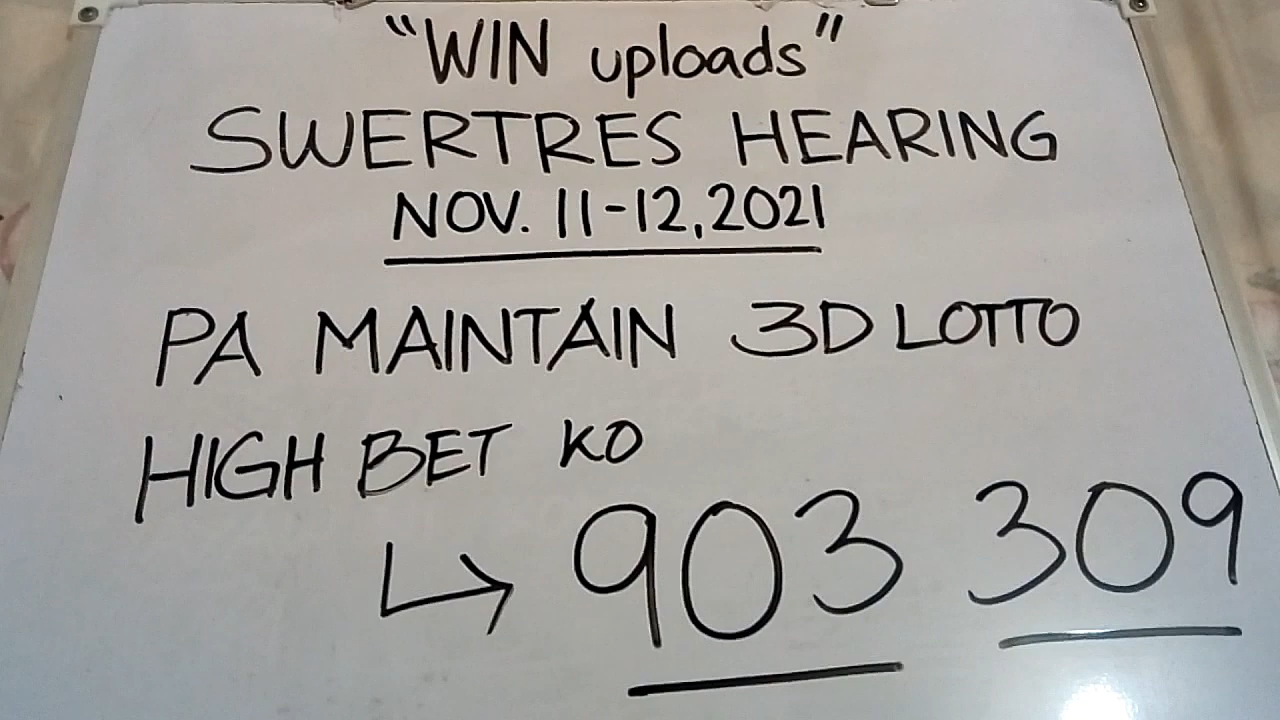 "WIN uploads"
SWERTRES HEARING
NOV. 11-12, 2021
PA MAINTAIN 3D LOTTO
HIGH BET KO
903 309